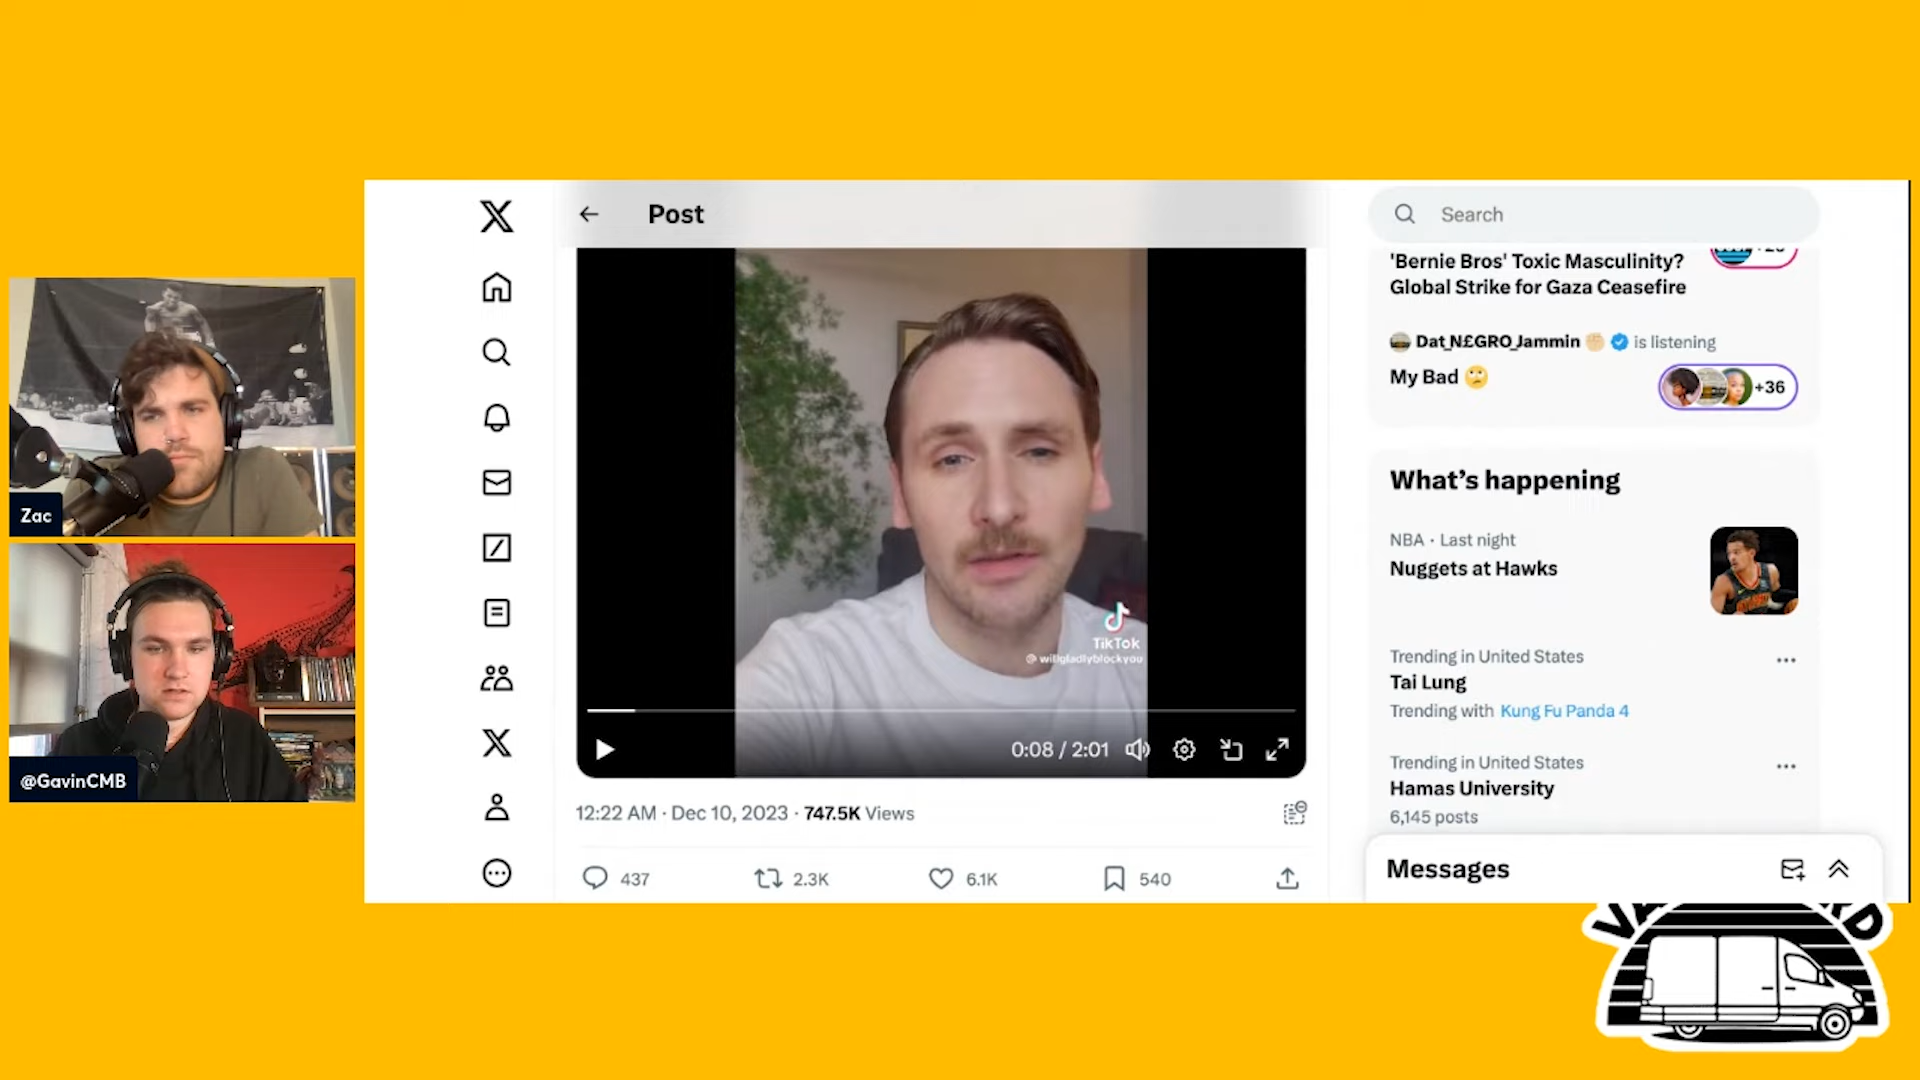 Zac
@GavinCMB
Post
TikTok
@ willgladlyblockyou
0:08 / 2:01
12:22 AM · Dec 10, 2023 · 747.5K Views
437
2.3K
6.1K
540
Search
'Bernie Bros' Toxic Masculinity?
Global Strike for Gaza Ceasefire
Dat_N£GRO_Jammin is listening
My Bad
+36
What's happening
NBA · Last night
Nuggets at Hawks
Trending in United States
Tai Lung
Trending with Kung Fu Panda 4
Trending in United States
Hamas University
6,145 posts
Messages